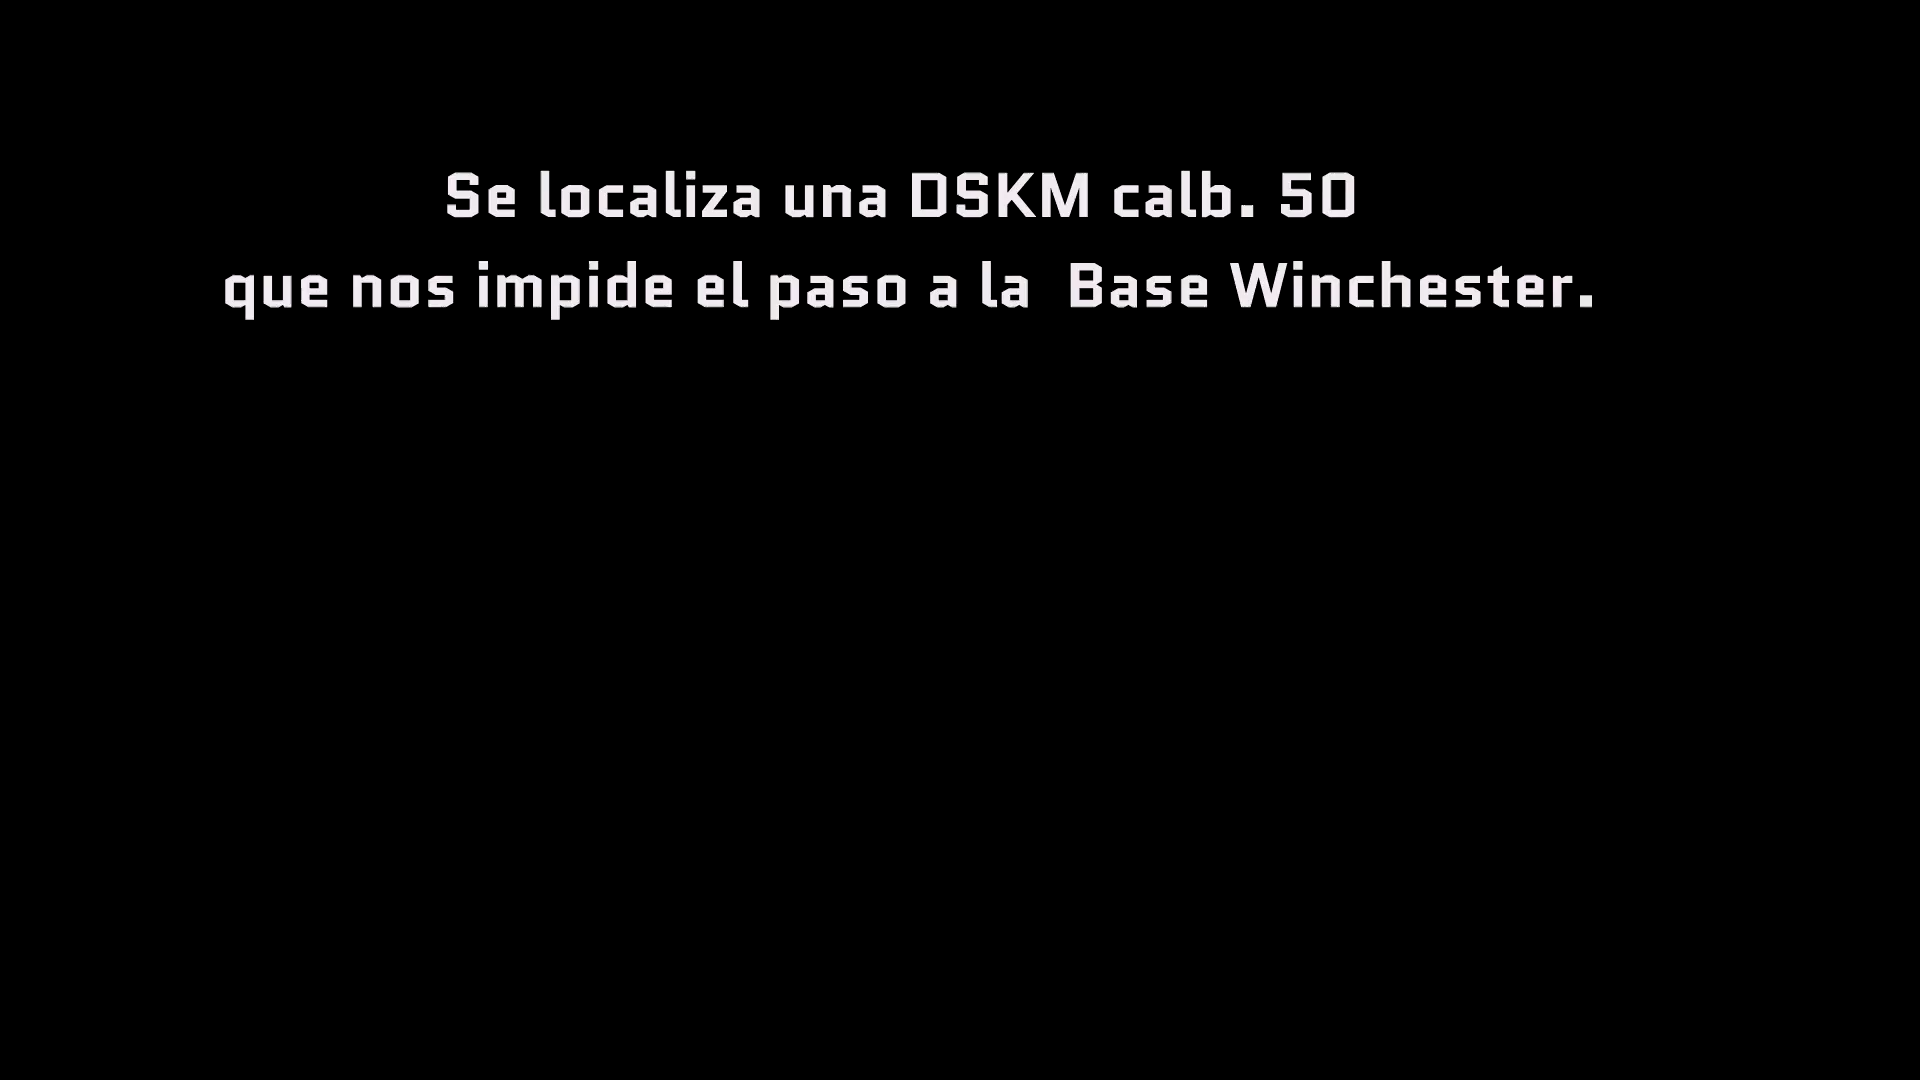 Se localiza una DSKM calb. 50
que nos impide el paso a la  Base Winchester.